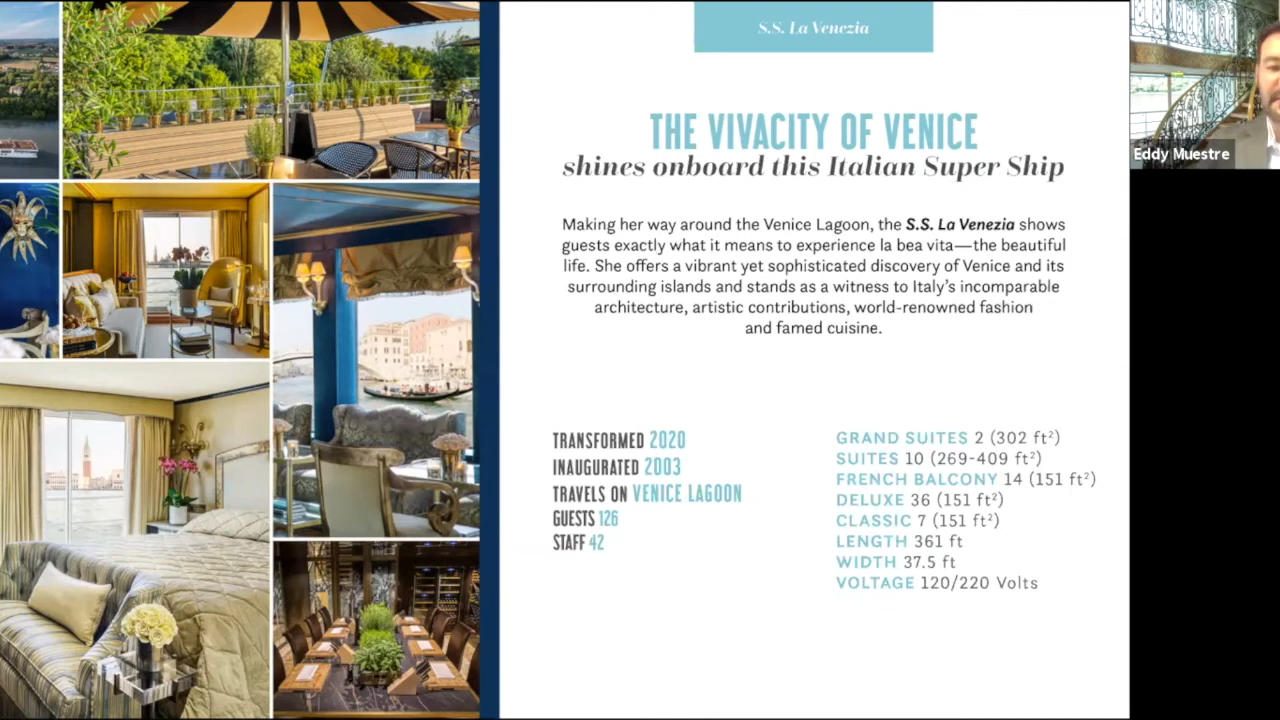 S.S. La Venezia
THE VIVACITY OF VENICE
shines onboard this Italian Super Ship
Making her way around the Venice Lagoon, the S.S. La Venezia shows
guests exactly what it means to experience la bea vita—the beautiful
life. She offers a vibrant yet sophisticated discovery of Venice and its
surrounding islands and stands as a witness to Italy's incomparable
architecture, artistic contributions, world-renowned fashion
and famed cuisine.
TRANSFORMED 2020
INAUGURATED 2003
TRAVELS ON VENICE LAGOON
GUESTS 126
STAFF 42
GRAND SUITES 2 (302 ft²)
SUITES 10 (269-409 ft²)
FRENCH BALCONY 14 (151 ft²)
DELUXE 36 (151 ft²)
CLASSIC 7 (151 ft²)
LENGTH 361 ft
WIDTH 37.5 ft
VOLTAGE 120/220 Volts
Eddy Muestre